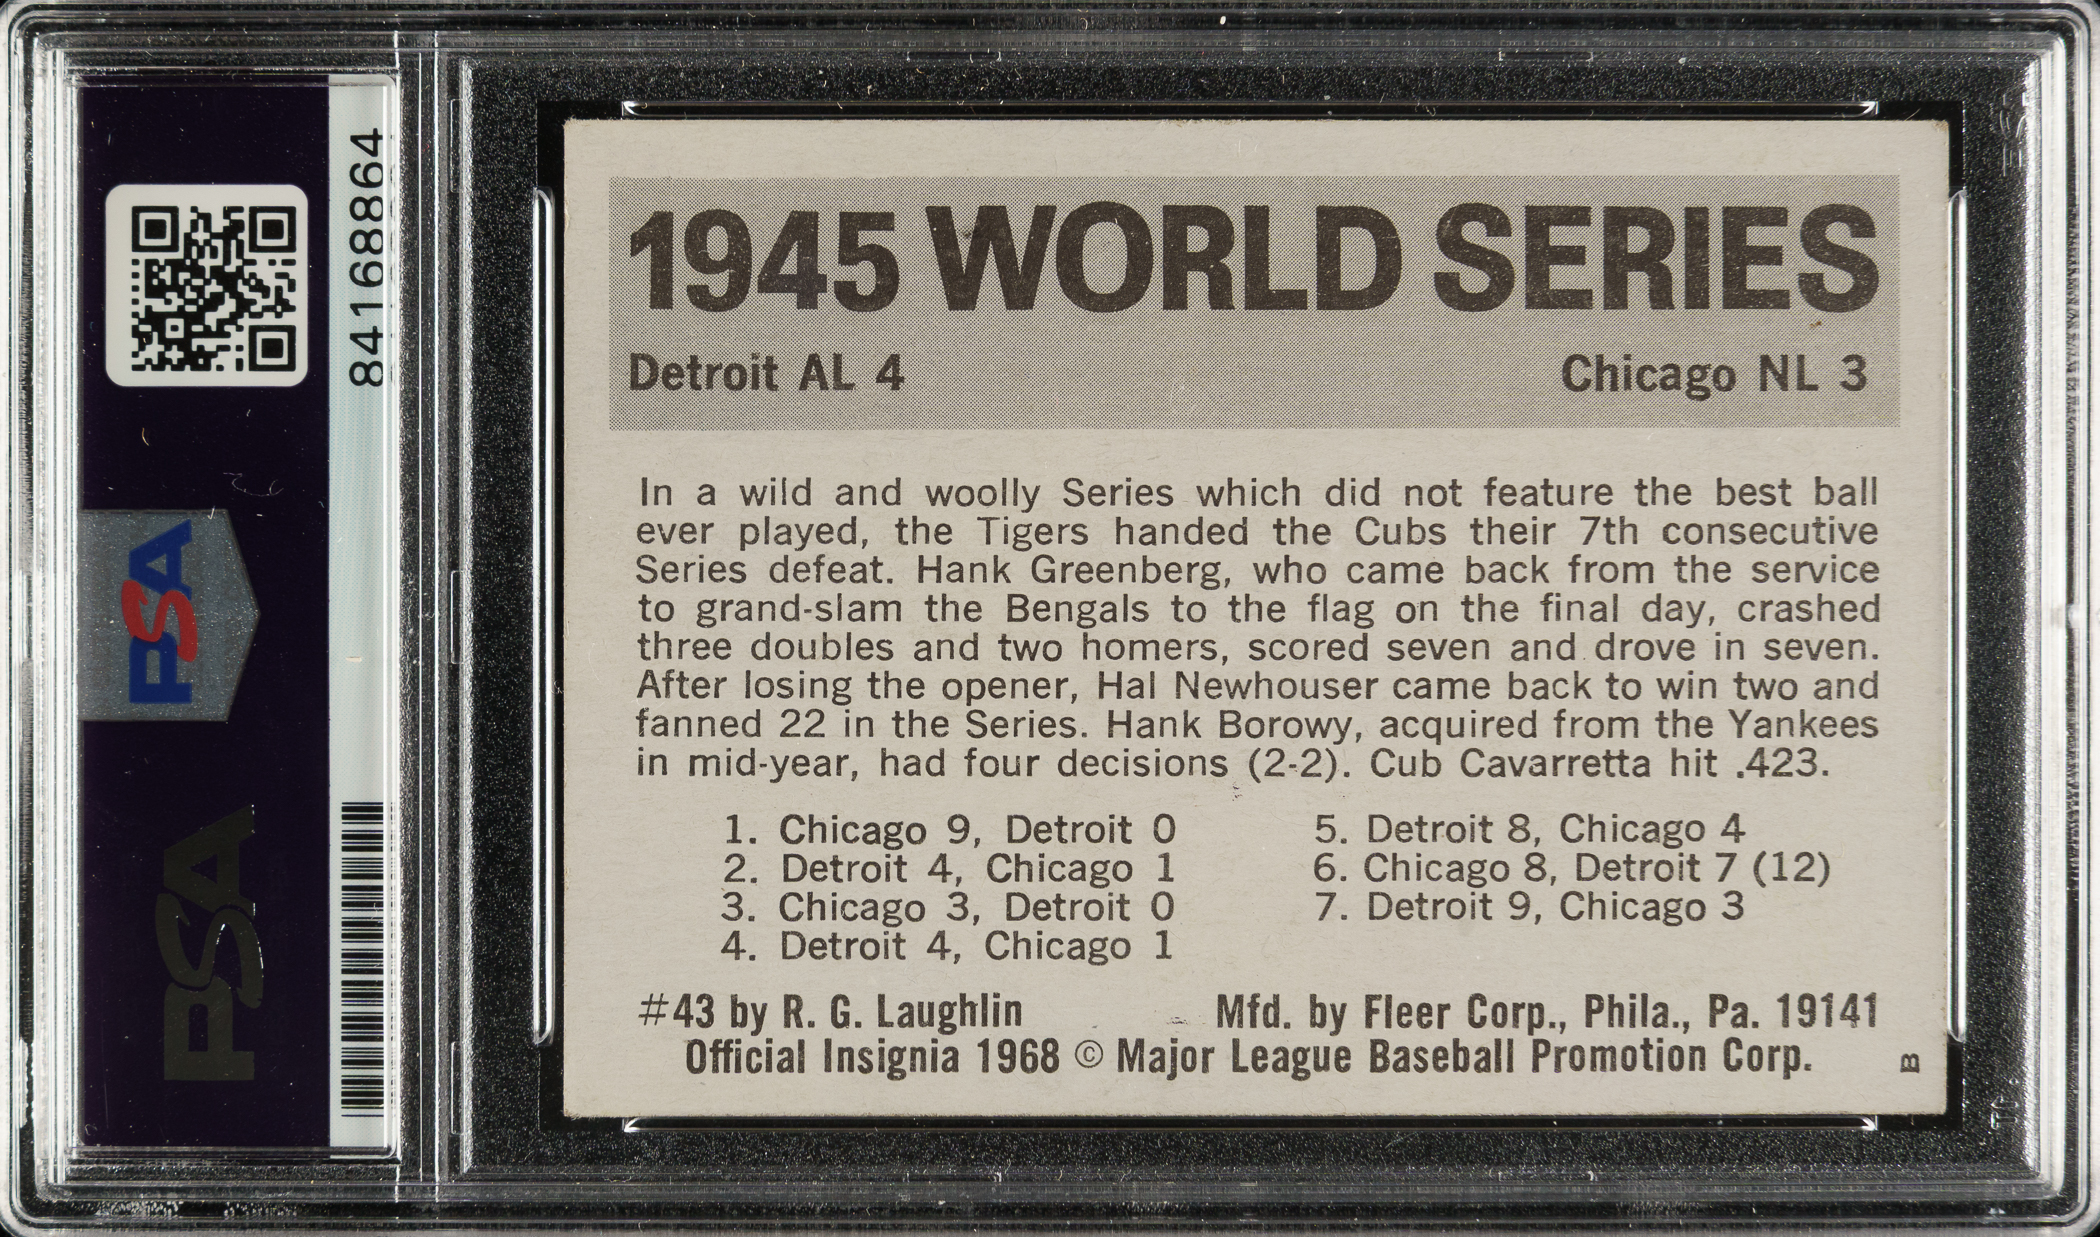 84168864
PSA
PSA
1945 WORLD SERIES
Detroit AL 4
Chicago NL 3
In a wild and woolly Series which did not feature the best ball
ever played, the Tigers handed the Cubs their 7th consecutive
Series defeat. Hank Greenberg, who came back from the service
to grand-slam the Bengals to the flag on the final day, crashed
three doubles and two homers, scored seven and drove in seven.
After losing the opener, Hal Newhouser came back to win two and
fanned 22 in the Series. Hank Borowy, acquired from the Yankees
in mid-year, had four decisions (2-2). Cub Cavarretta hit .423.
1. Chicago 9, Detroit 0
2. Detroit 4, Chicago 1
3. Chicago 3, Detroit 0
4. Detroit 4, Chicago 1
5. Detroit 8, Chicago 4
6. Chicago 8, Detroit 7 (12)
7. Detroit 9, Chicago 3
#43 by R. G. Laughlin
Mfd. by Fleer Corp., Phila., Pa. 19141
Official Insignia 1968 © Major League Baseball Promotion Corp.
B